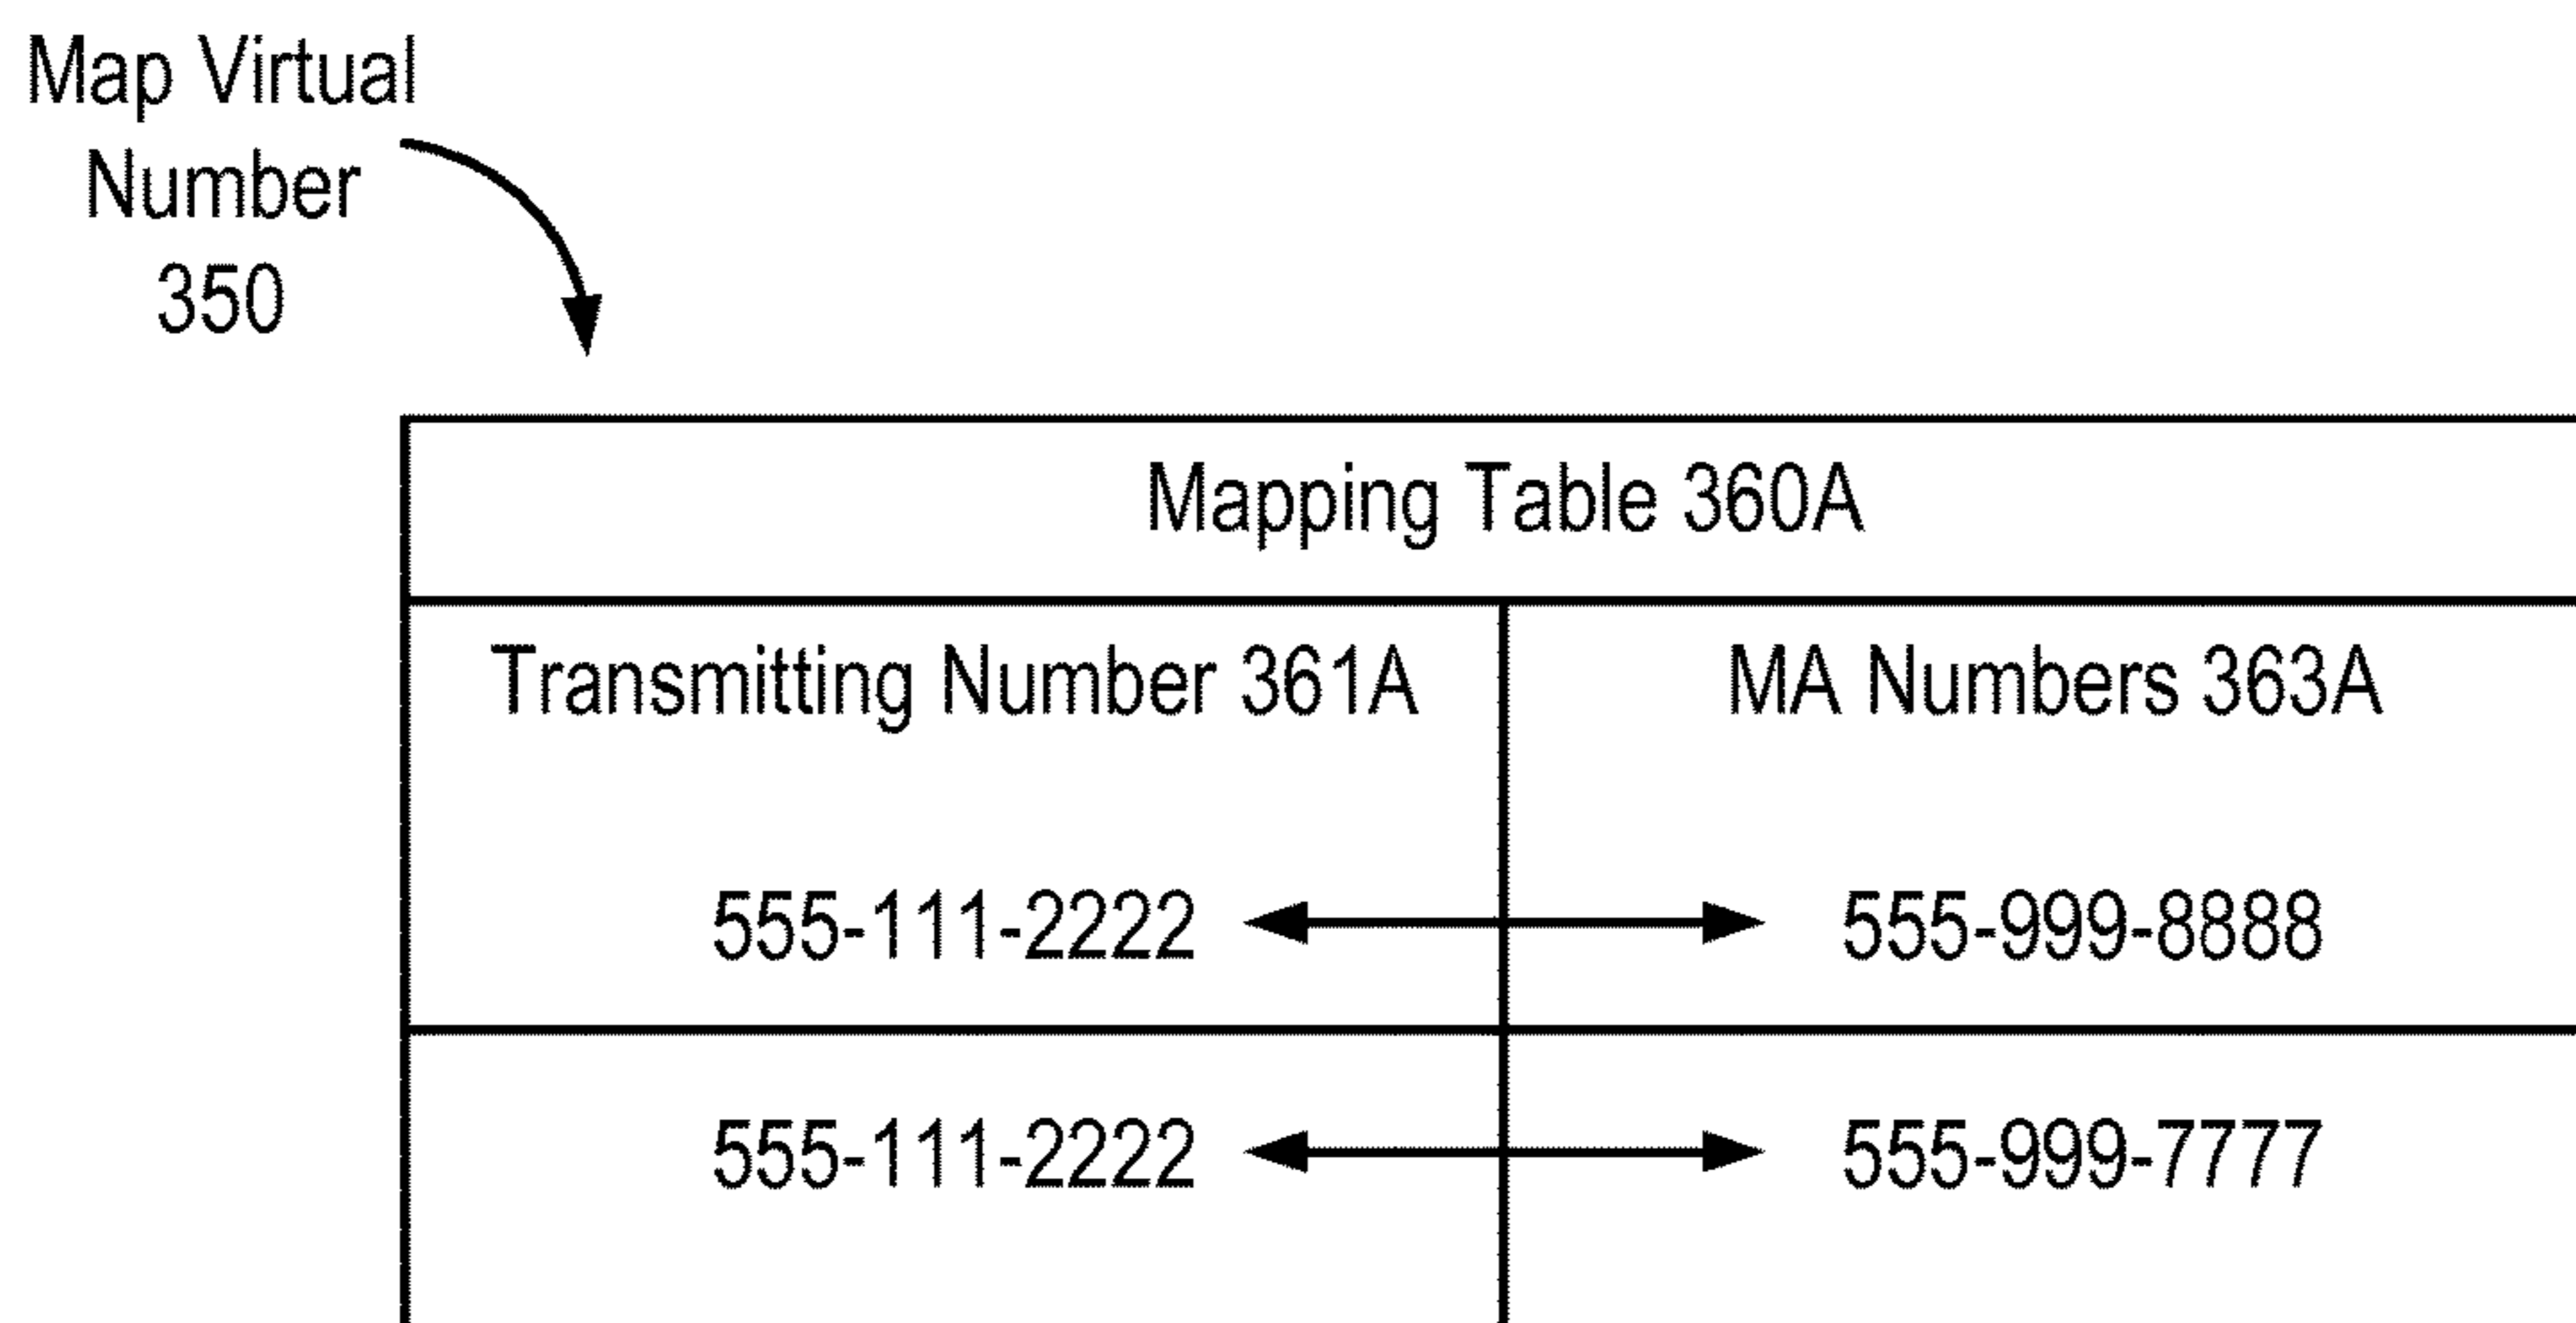 Map Virtual
Number
350
Mapping Table 360A
Transmitting Number 361A
MA Numbers 363A
555-111-2222
555-999-8888
555-111-2222
555-999-7777